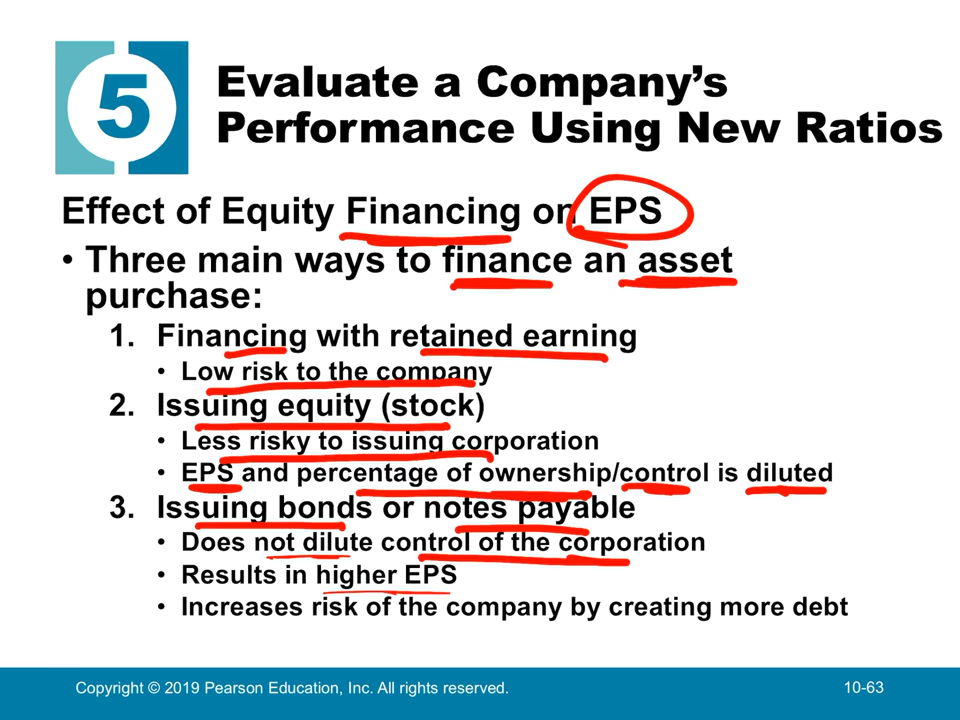 5
Evaluate a Company’s
Performance Using New Ratios
Effect of Equity Financing on EPS
• Three main ways to finance an asset
purchase:
1. Financing with retained earning
• Low risk to the company
2. Issuing equity (stock)
• Less risky to issuing corporation
• EPS and percentage of ownership/control is diluted
3. Issuing bonds or notes payable
• Does not dilute control of the corporation
• Results in higher EPS
• Increases risk of the company by creating more debt
Copyright © 2019 Pearson Education, Inc. All rights reserved.
10-63